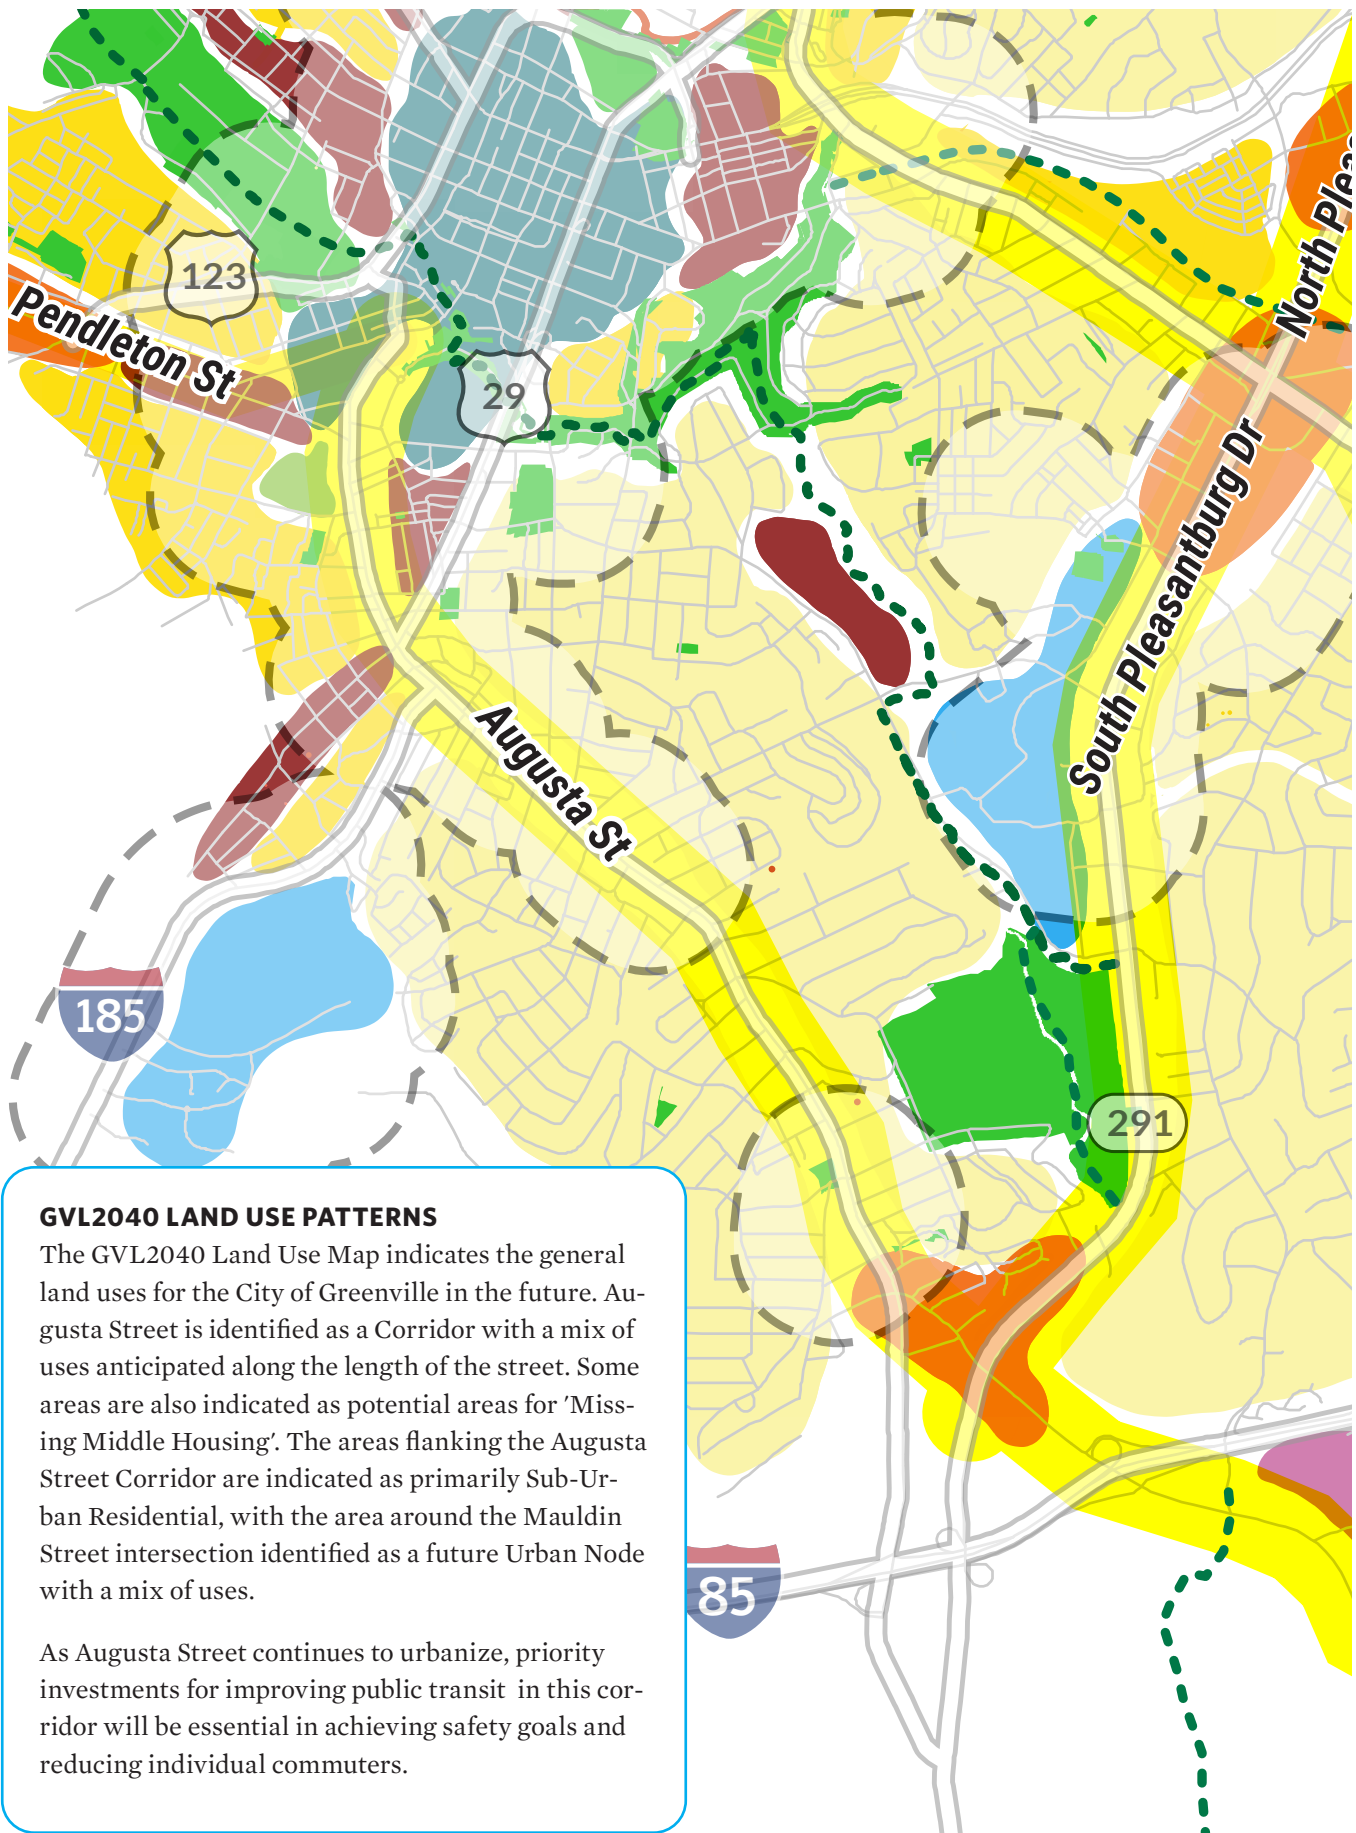 North Pleas
123
Pendleton St
29
South Pleasantburg Dr
Augusta St
185
291
GVL2040 LAND USE PATTERNS
The GVL2040 Land Use Map indicates the general
land uses for the City of Greenville in the future. Au-
gusta Street is identified as a Corridor with a mix of
uses anticipated along the length of the street. Some
areas are also indicated as potential areas for 'Miss-
ing Middle Housing'. The areas flanking the Augusta
Street Corridor are indicated as primarily Sub-Ur-
ban Residential, with the area around the Mauldin
Street intersection identified as a future Urban Node
with a mix of uses.
As Augusta Street continues to urbanize, priority
investments for improving public transit  in this cor-
ridor will be essential in achieving safety goals and
reducing individual commuters.
85